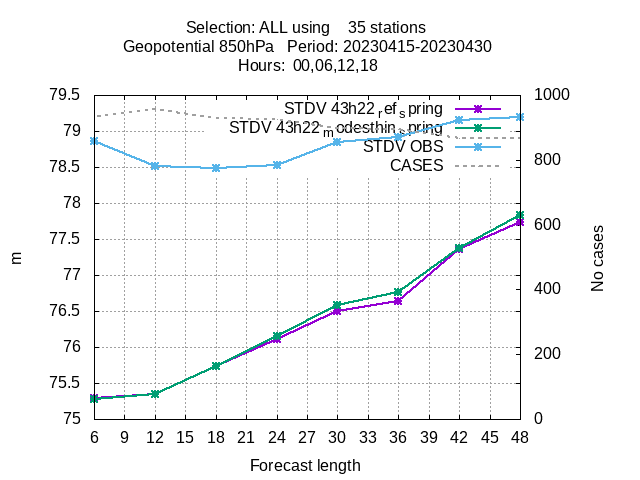 Selection: ALL using    35 stations
Geopotential 850hPa   Period: 20230415-20230430
Hours: 00,06,12,18
STDV 43h22_ref_spring
STDV 43h22_modesthin_spring
STDV OBS
CASES
79.5
79
78.5
78
77.5
77
76.5
76
75.5
75
m
1000
800
600
400
200
0
No cases
6 9 12 15 18 21 24 27 30 33 36 39 42 45 48
Forecast length